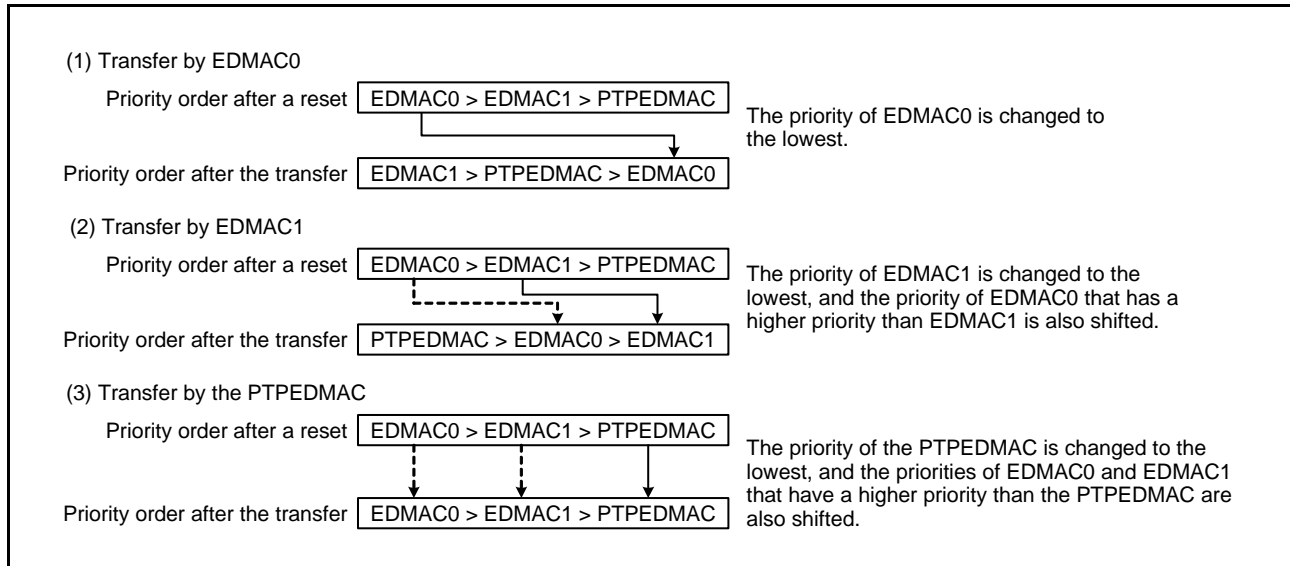 (1) Transfer by EDMAC0
Priority order after a reset
EDMAC0 > EDMAC1 > PTPEDMAC
The priority of EDMAC0 is changed to
the lowest.
Priority order after the transfer
EDMAC1 > PTPEDMAC > EDMAC0
(2) Transfer by EDMAC1
Priority order after a reset
EDMAC0 > EDMAC1 > PTPEDMAC
The priority of EDMAC1 is changed to the
lowest, and the priority of EDMAC0 that has a
higher priority than EDMAC1 is also shifted.
Priority order after the transfer
PTPEDMAC > EDMAC0 > EDMAC1
(3) Transfer by the PTPEDMAC
Priority order after a reset
EDMAC0 > EDMAC1 > PTPEDMAC
The priority of the PTPEDMAC is changed to the
lowest, and the priorities of EDMAC0 and EDMAC1
that have a higher priority than the PTPEDMAC are
also shifted.
Priority order after the transfer
EDMAC0 > EDMAC1 > PTPEDMAC